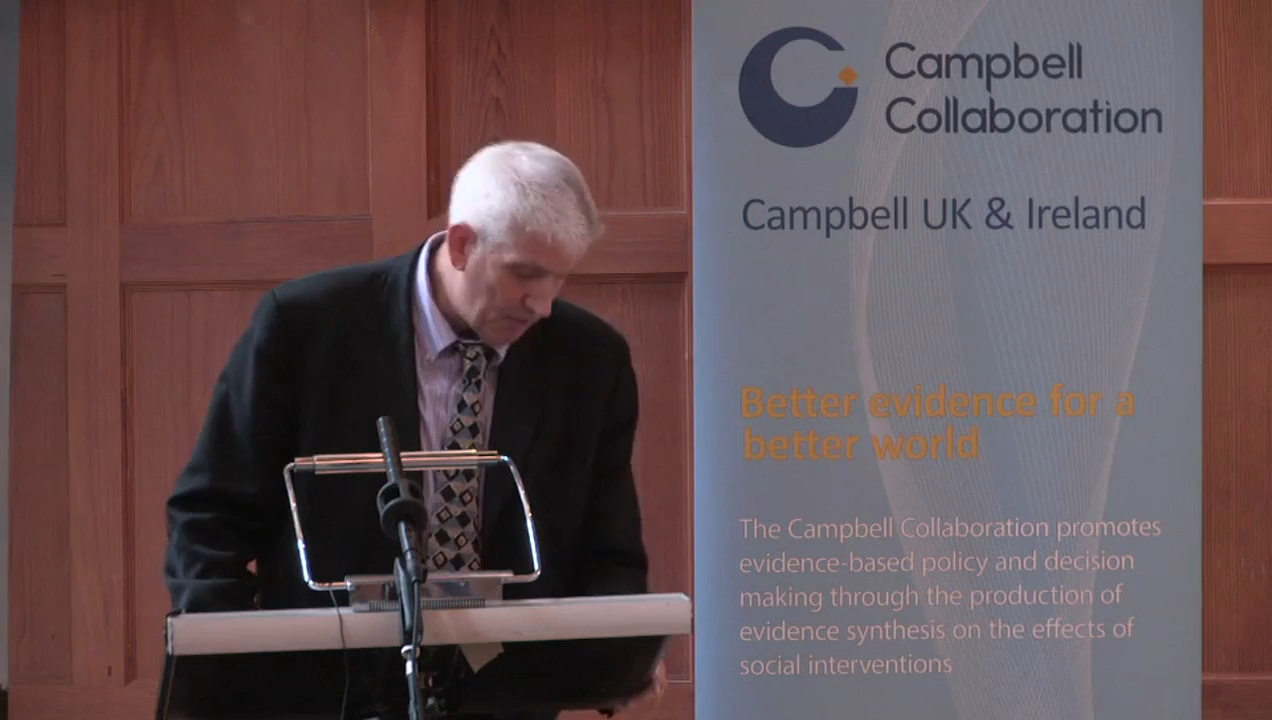 Campbell
Collaboration
Campbell UK & Ireland
Better evidence for a
better world
The Campbell Collaboration promotes
evidence-based policy and decision
making through the production of
evidence synthesis on the effects of
social interventions